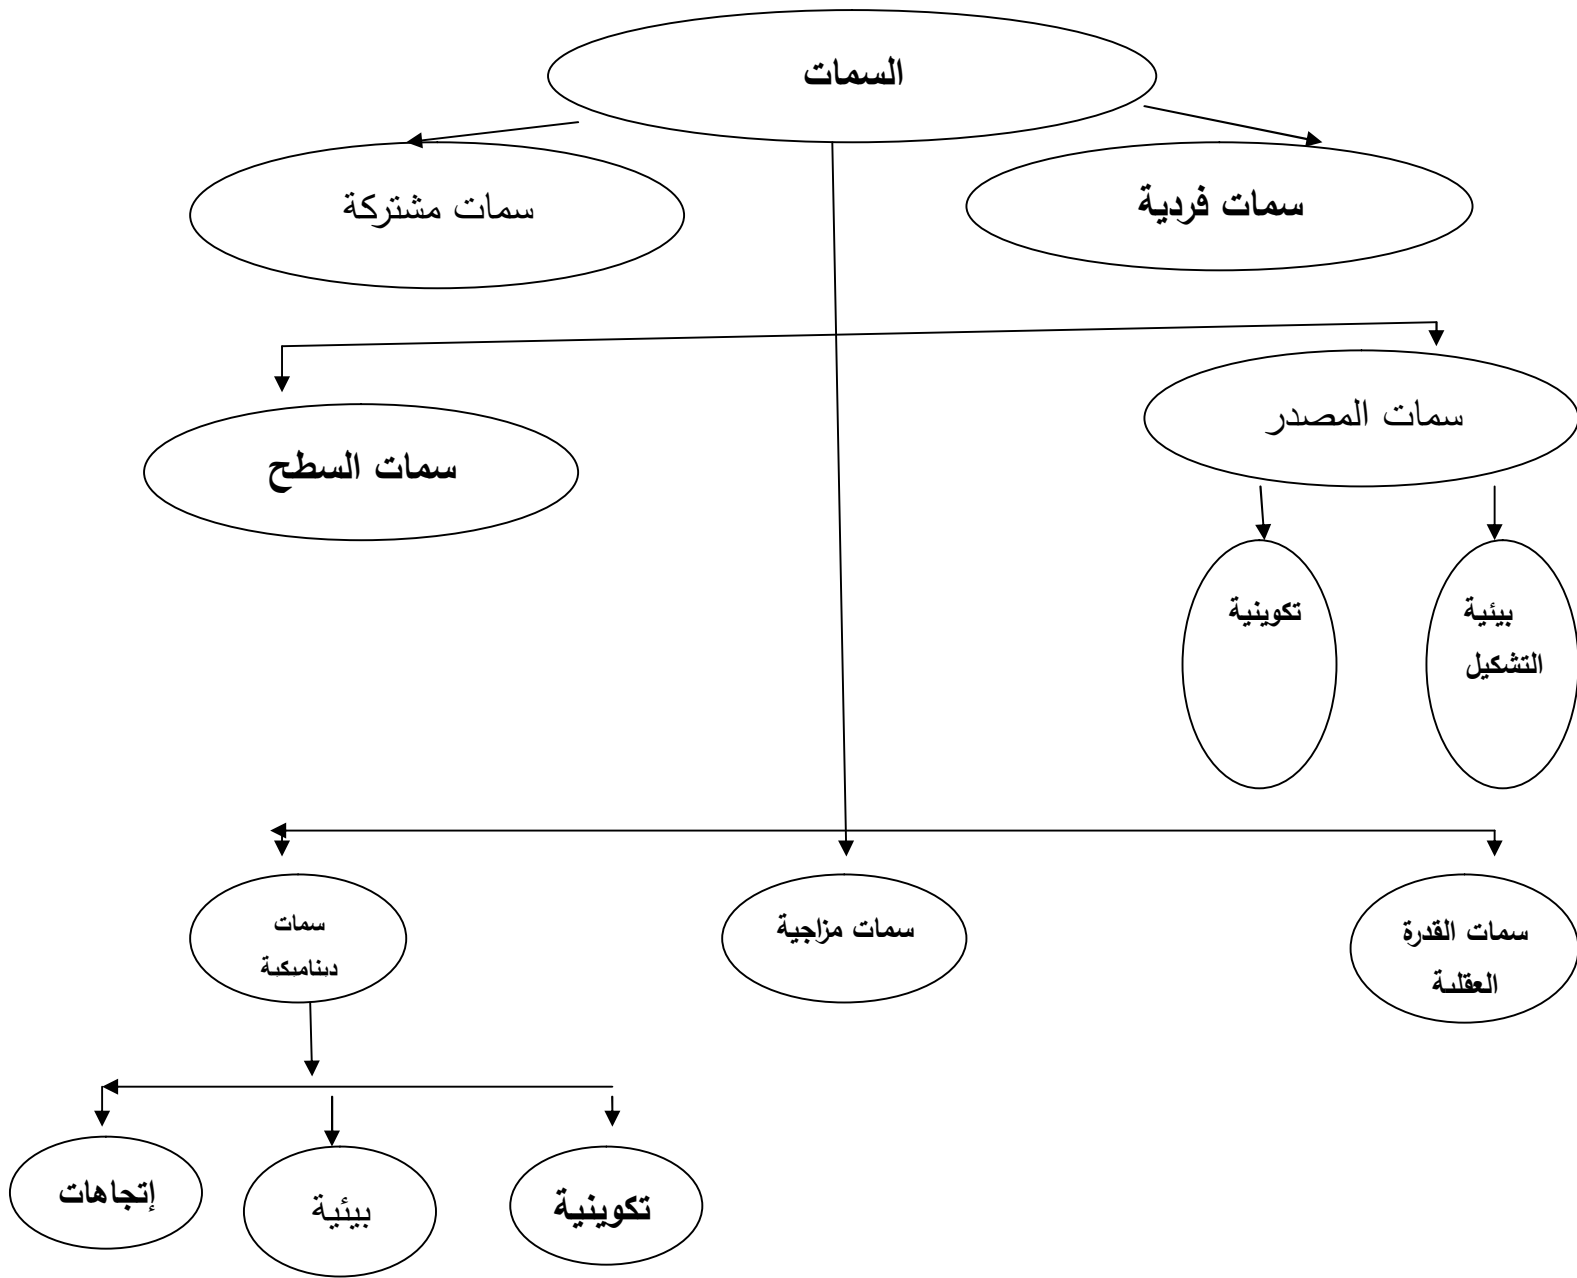 السمات
سمات فردية
سمات مشتركة
سمات المصدر
سمات السطح
بيئية
التشكيل
تكوينية
سمات القدرة
العقلية
سمات مزاجية
سمات
ديناميكية
تكوينية
بيئية
إتجاهات